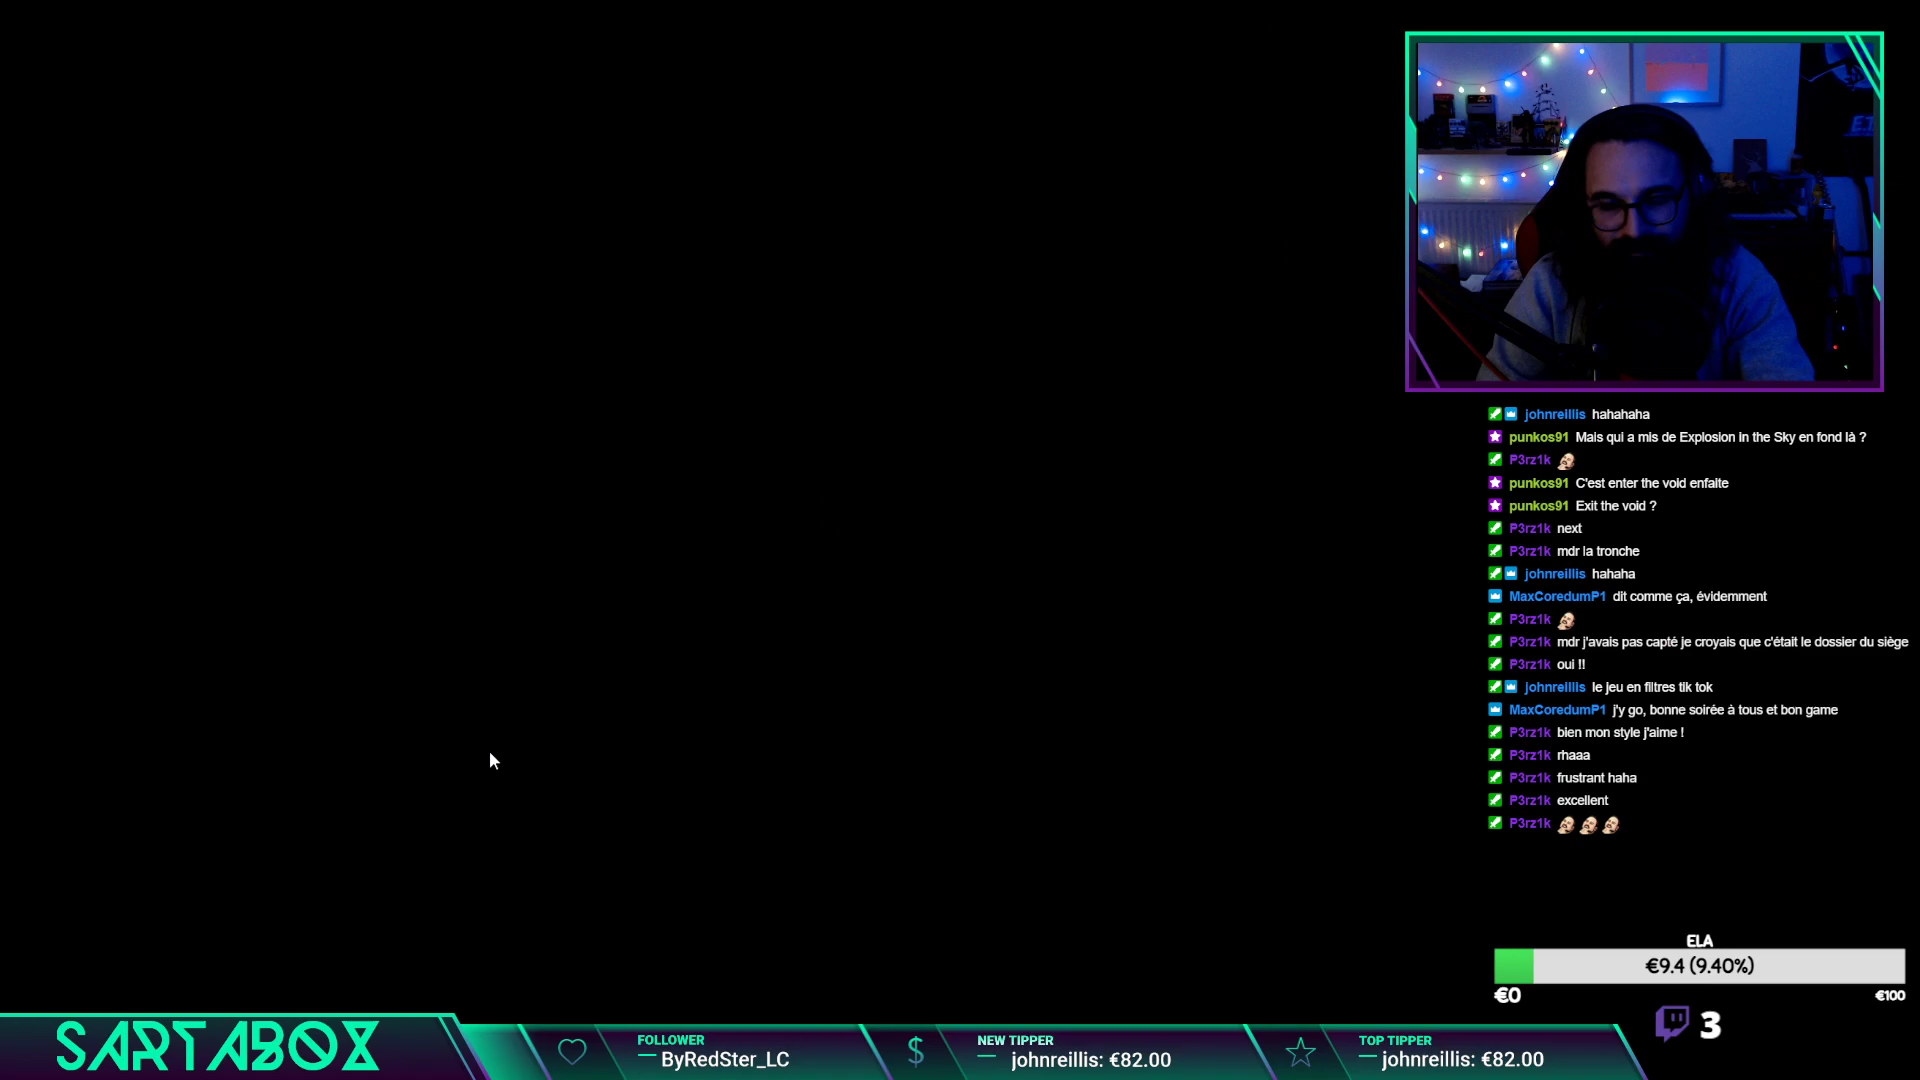 E.T.
johnreillis hahahaha
punkos91 Mais qui a mis de Explosion In the Sky en fond là ?
P3rz1k
punkos91 C'est enter the void enfaite
punkos91 Exit the void ?
P3rz1k next
P3rz1k mdr la tronche
johnreillis hahaha
MaxCoredumP1 dit comme ça, évidemment
P3rz1k
P3rz1k mdr j'avais pas capté je croyais que c'était le dossier du siège
P3rz1k oui !!
johnreillis le jeu en filtres tik tok
MaxCoredumP1 j'y go, bonne soirée à tous et bon game
P3rz1k bien mon style j'aime !
P3rz1k rhaaa
P3rz1k frustrant haha
P3rz1k excellent
P3rz1k
ELA
€9.4 (9.40%)
€0 €100
3
SARTABOX
FOLLOWER
ByRedSter_LC
NEW TIPPER
johnreillis: €82.00
TOP TIPPER
johnreillis: €82.00